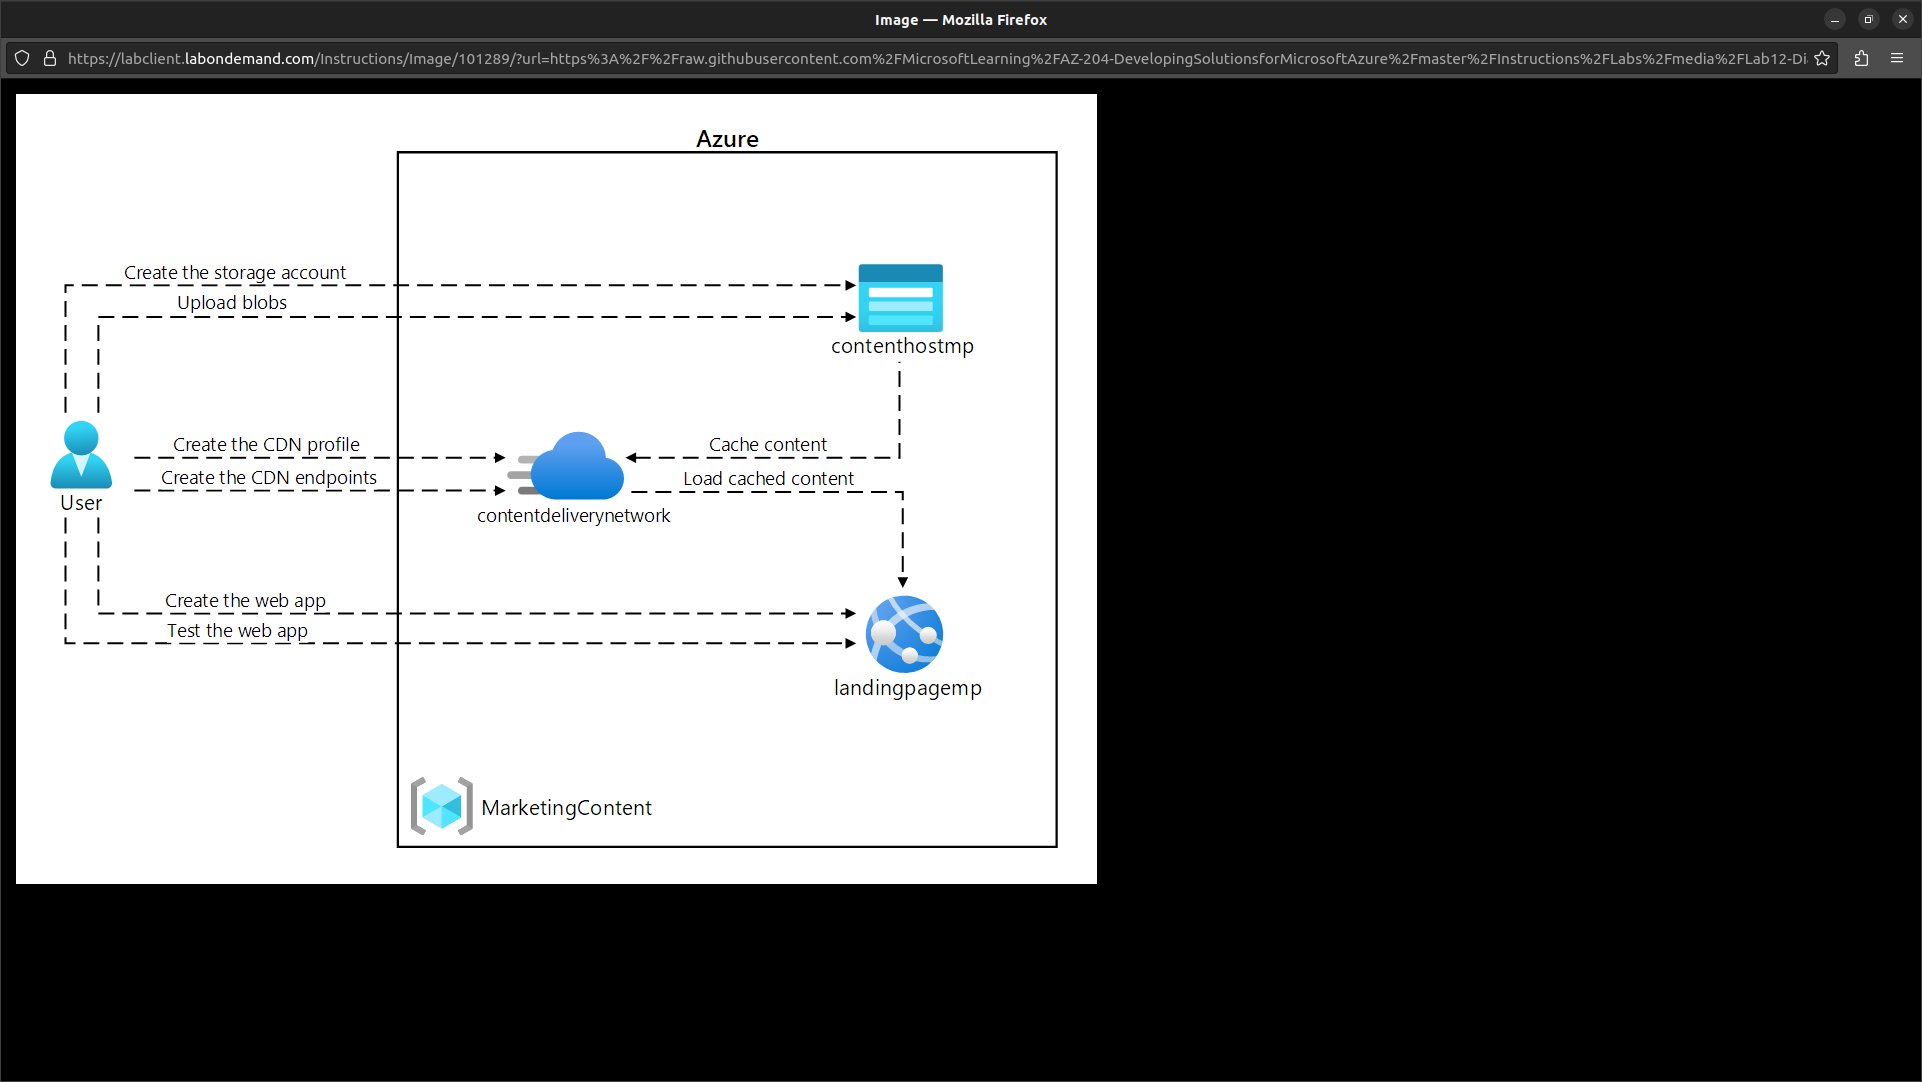 Image — Mozilla Firefox
https://labclient.labondemand.com/Instructions/Image/101289/?url=https%3A%2F%2Fraw.githubusercontent.com%2FMicrosoftLearning%2FAZ-204-DevelopingSolutionsforMicrosoftAzure%2Fmaster%2FInstructions%2FLabs%2Fmedia%2FLab12-Di
Azure
Create the storage account
Upload blobs
contenthostmp
Create the CDN profile
Cache content
Create the CDN endpoints
Load cached content
User
contentdeliverynetwork
Create the web app
Test the web app
landingpagemp
MarketingContent